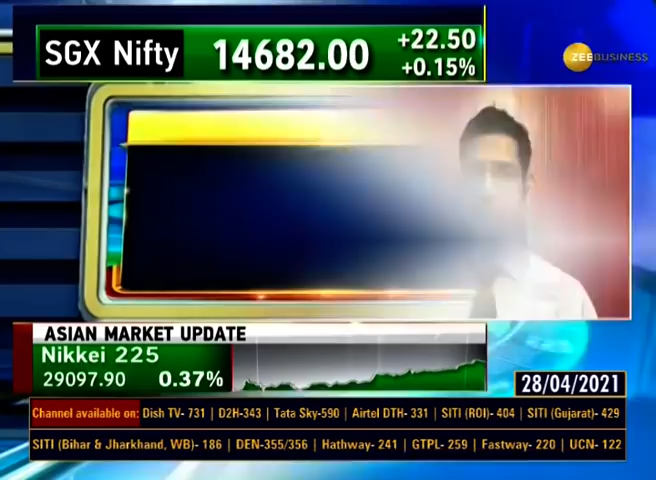 SGX Nifty 14682.00 +22.50
+0.15%
ZEE BUSINESS
ASIAN MARKET UPDATE
Nikkei 225
29097.90 0.37%
28/04/2021
Channel available on: Dish TV- 731 | D2H-343 | Tata Sky-590 | Airtel DTH- 331 | SITI (ROI)- 404 | SITI (Gujarat)- 429
SITI (Bihar & Jharkhand, WB)- 186 | DEN-355/356 | Hathway- 241 | GTPL- 259 | Fastway- 220 | UCN- 122